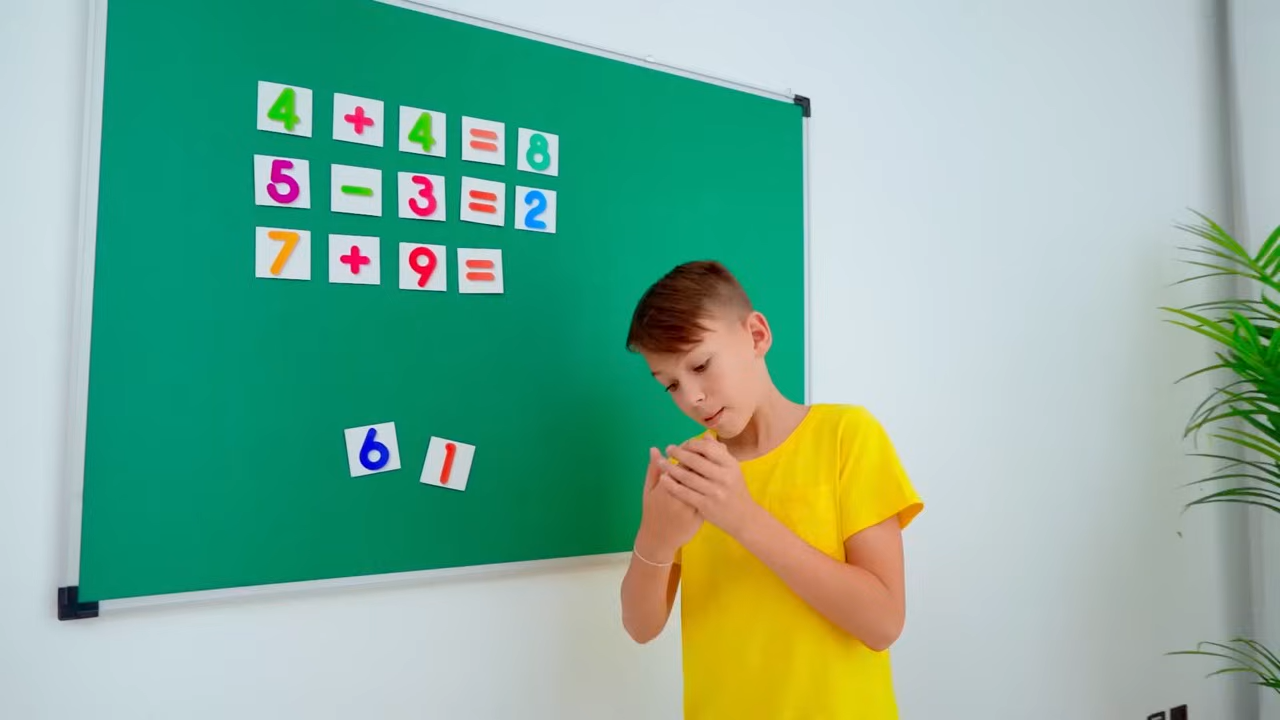 4 + 4 = 8
5 - 3 = 2
7 + 9 =
6 1